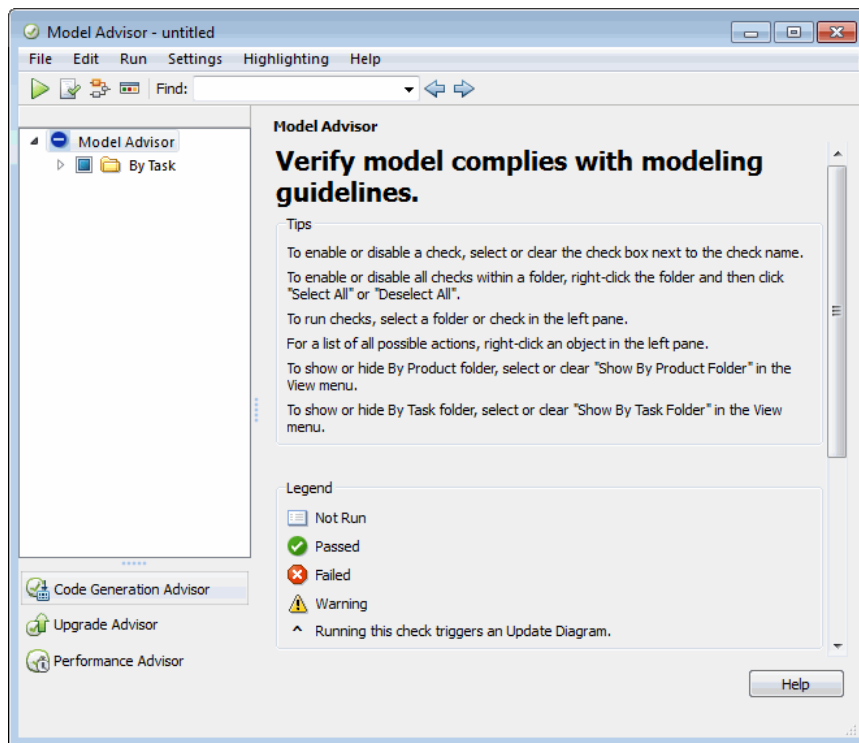 Model Advisor - untitled
File Edit Run Settings Highlighting Help
Find:
Model Advisor
By Task
Code Generation Advisor
Upgrade Advisor
Performance Advisor
Model Advisor
Verify model complies with modeling
guidelines.
Tips
To enable or disable a check, select or clear the check box next to the check name.
To enable or disable all checks within a folder, right-click the folder and then click
"Select All" or "Deselect All".
To run checks, select a folder or check in the left pane.
For a list of all possible actions, right-click an object in the left pane.
To show or hide By Product folder, select or clear "Show By Product Folder" in the
View menu.
To show or hide By Task folder, select or clear "Show By Task Folder" in the View
menu.
Legend
Not Run
Passed
Failed
Warning
^ Running this check triggers an Update Diagram.
Help